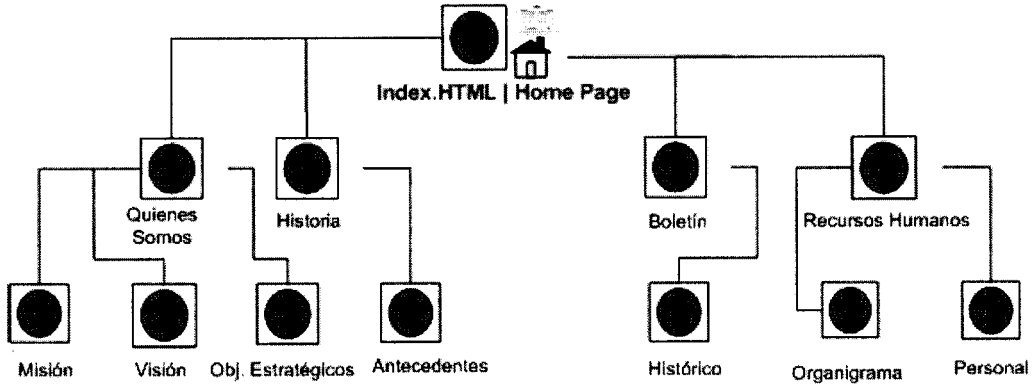 Index.HTML | Home Page
Quienes
Somos
Historia
Boletín
Recursos Humanos
Misión
Visión
Obj. Estratégicos
Antecedentes
Histórico
Organigrama
Personal